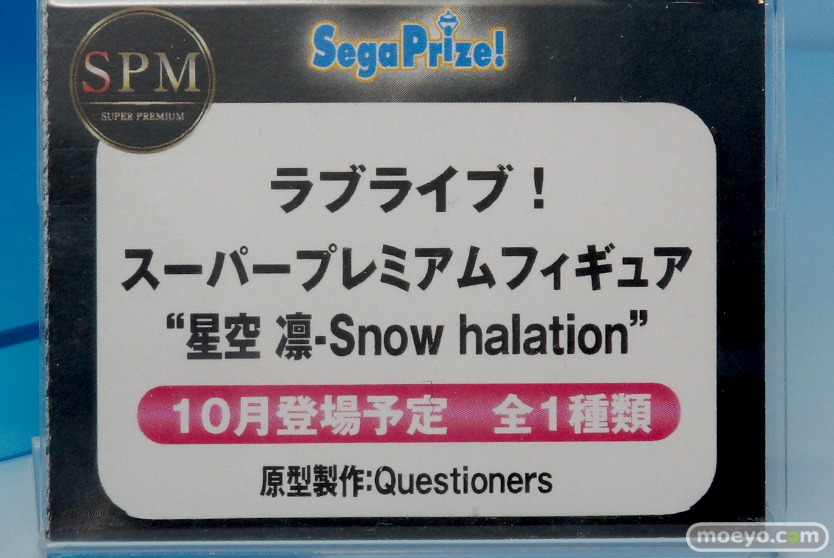 SegaPrize!
SPM
SUPER PREMIUM
ラブライブ！
スーパープレミアムフィギュア
“星空 凛-Snow halation”
10月登場予定　全1種類
原型製作:Questioners
moeyo.com